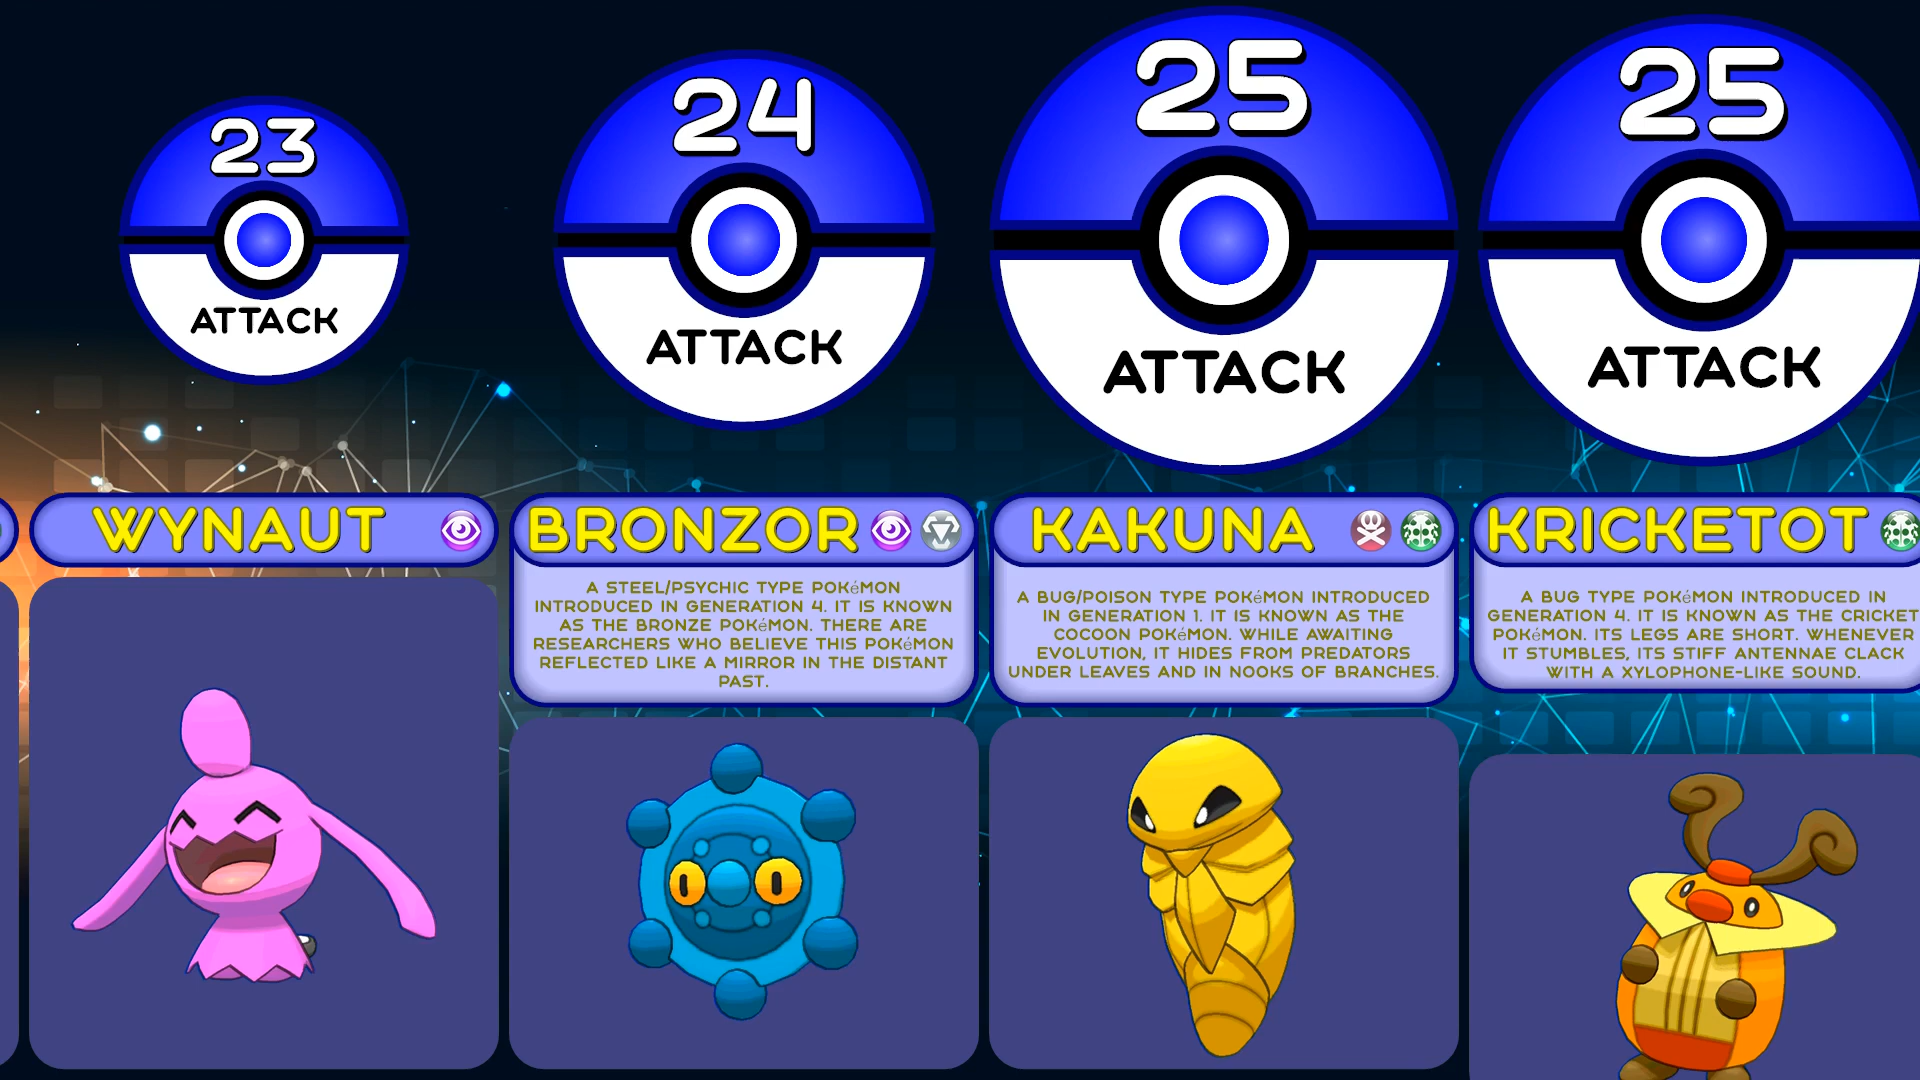 23
ATTACK
24
ATTACK
25
ATTACK
25
ATTACK
WYNAUT
BRONZOR
A STEEL/PSYCHIC TYPE POKéMON
INTRODUCED IN GENERATION 4. IT IS KNOWN
AS THE BRONZE POKéMON. THERE ARE
RESEARCHERS WHO BELIEVE THIS POKéMON
REFLECTED LIKE A MIRROR IN THE DISTANT
PAST.
KAKUNA
A BUG/POISON TYPE POKéMON INTRODUCED
IN GENERATION 1. IT IS KNOWN AS THE
COCOON POKéMON. WHILE AWAITING
EVOLUTION, IT HIDES FROM PREDATORS
UNDER LEAVES AND IN NOOKS OF BRANCHES.
KRICKETOT
A BUG TYPE POKéMON INTRODUCED IN
GENERATION 4. IT IS KNOWN AS THE CRICKET
POKéMON. ITS LEGS ARE SHORT. WHENEVER
IT STUMBLES, ITS STIFF ANTENNAE CLACK
WITH A XYLOPHONE-LIKE SOUND.